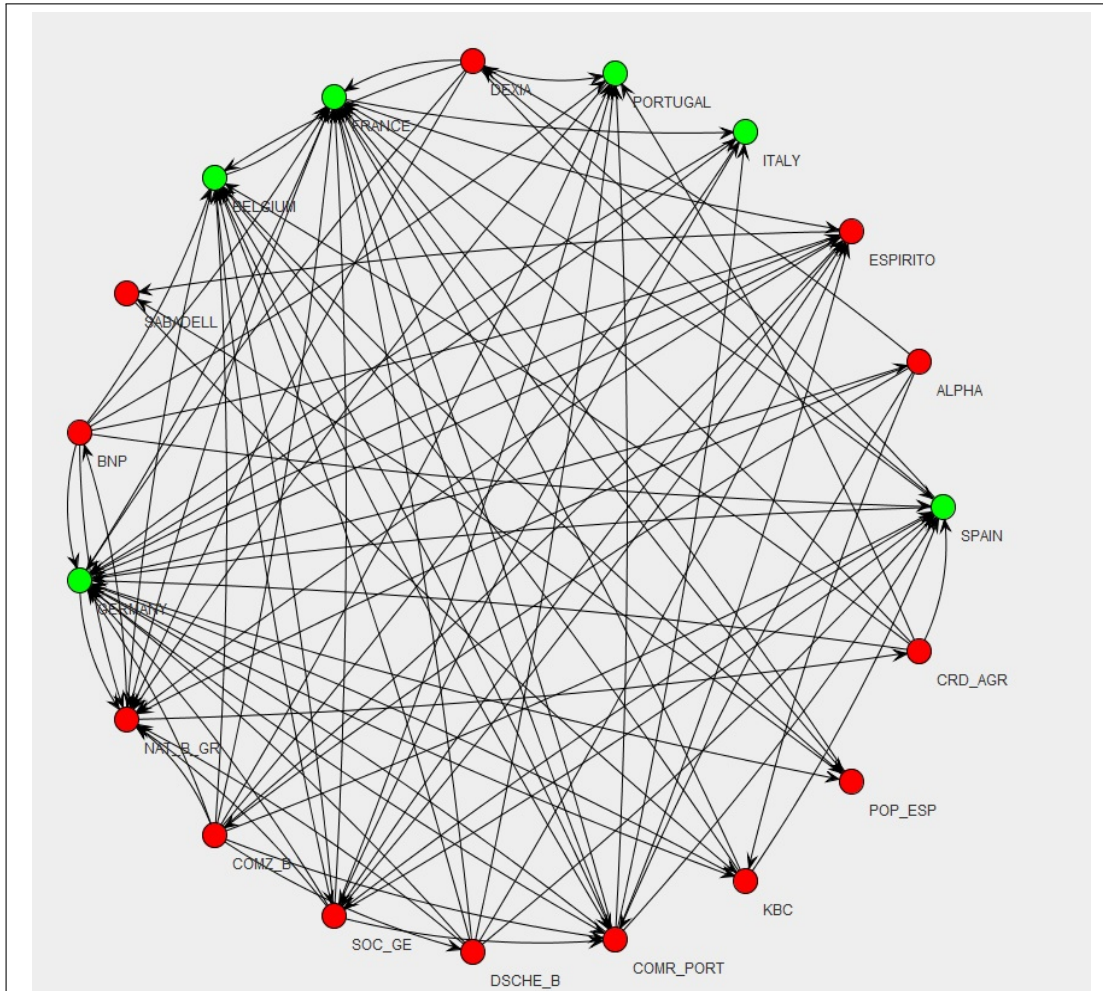 DEXIA
PORTUGAL
FRANCE
ITALY
BELGIUM
ESPIRITO
SABADELL
ALPHA
BNP
SPAIN
GERMANY
CRD_AGR
NAT_B_GR
POP_ESP
COMZ_B
KBC
SOC_GE
COMR_PORT
DSCHE_B